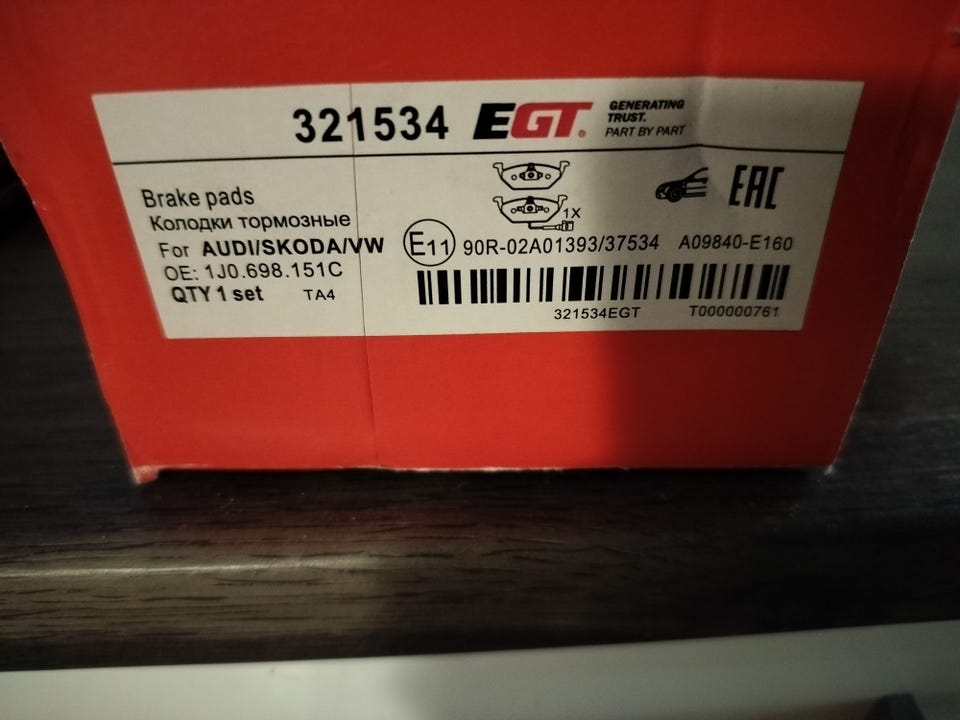 321534 EGT® GENERATING
TRUST.
PART BY PART
Brake pads
Колодки тормозные
For AUDI/SKODA/VW
OE: 1J0.698.151C
QTY 1 set TA4
1X
EAC
E11 90R-02A01393/37534 A09840-E160
321534EGT T000000761